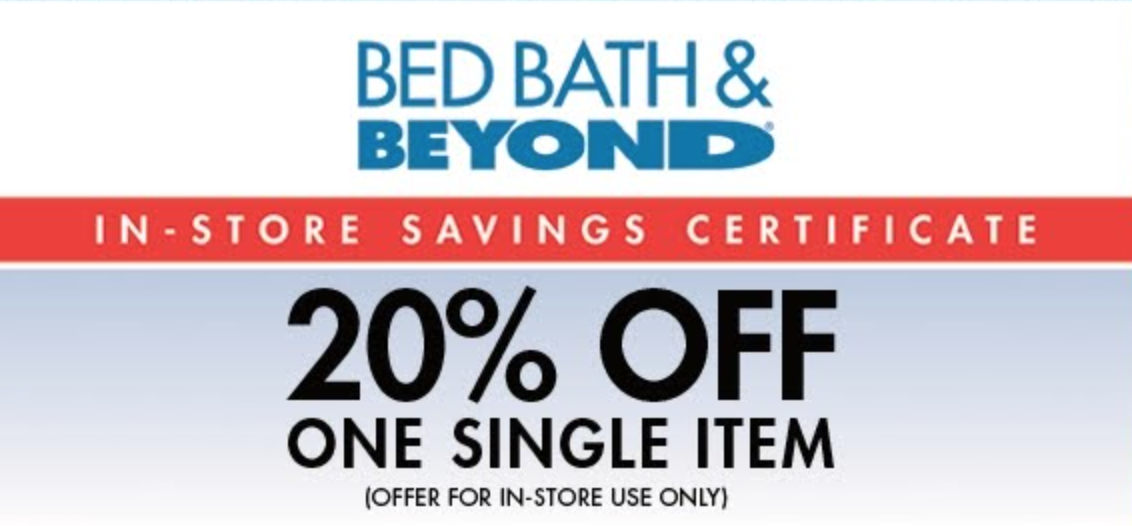 BED BATH &
BEYOND®
IN-STORE SAVINGS CERTIFICATE
20% OFF
ONE SINGLE ITEM
(OFFER FOR IN-STORE USE ONLY)